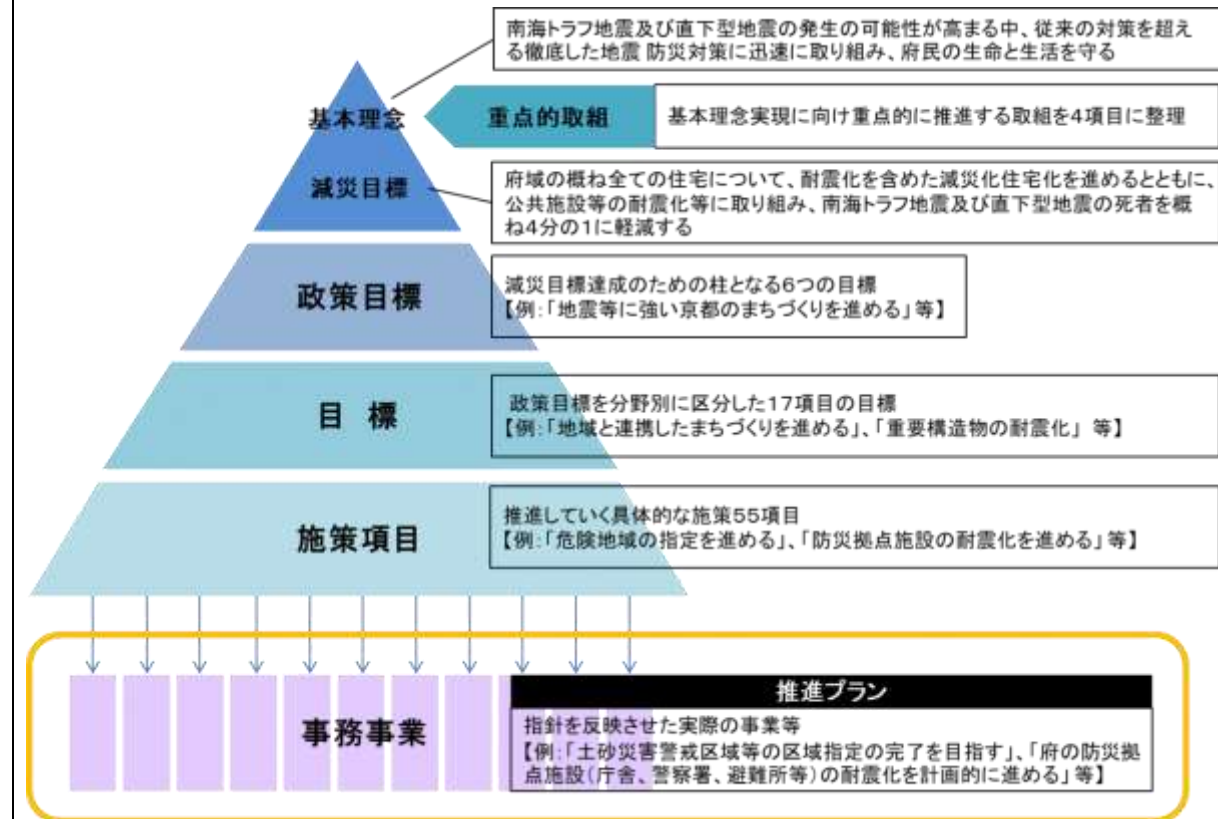 南海トラフ地震及び直下型地震の発生の可能性が高まる中、従来の対策を超え
る徹底した地震 防災対策に迅速に取り組み、府民の生命と生活を守る
基本理念
重点的取組
基本理念実現に向け重点的に推進する取組を4項目に整理
減災目標
府域の概ね全ての住宅について、耐震化を含めた減災化住宅化を進めるとともに、
公共施設等の耐震化等に取り組み、南海トラフ地震及び直下型地震の死者を概
ね4分の1に軽減する
政策目標
減災目標達成のための柱となる6つの目標
【例:「地震等に強い京都のまちづくりを進める」等】
目 標
政策目標を分野別に区分した17項目の目標
【例:「地域と連携したまちづくりを進める」、「重要構造物の耐震化」 等】
施策項目
推進していく具体的な施策55項目
【例:「危険地域の指定を進める」、「防災拠点施設の耐震化を進める」等】
事務事業
推進プラン
指針を反映させた実際の事業等
【例:「土砂災害警戒区域等の区域指定の完了を目指す」、「府の防災拠
点施設(庁舎、警察署、避難所等)の耐震化を計画的に進める」等】